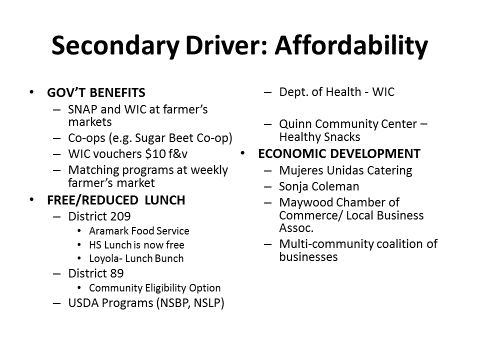 Secondary Driver: Affordability
• GOV'T BENEFITS
– SNAP and WIC at farmer's
markets
– Co-ops (e.g. Sugar Beet Co-op)
– WIC vouchers $10 f&v
– Matching programs at weekly
farmer's market
• FREE/REDUCED LUNCH
– District 209
• Aramark Food Service
• HS Lunch is now free
• Loyola- Lunch Bunch
– District 89
• Community Eligibility Option
– USDA Programs (NSBP, NSLP)
– Dept. of Health - WIC
– Quinn Community Center –
Healthy Snacks
• ECONOMIC DEVELOPMENT
– Mujeres Unidas Catering
– Sonja Coleman
– Maywood Chamber of
Commerce/ Local Business
Assoc.
– Multi-community coalition of
businesses